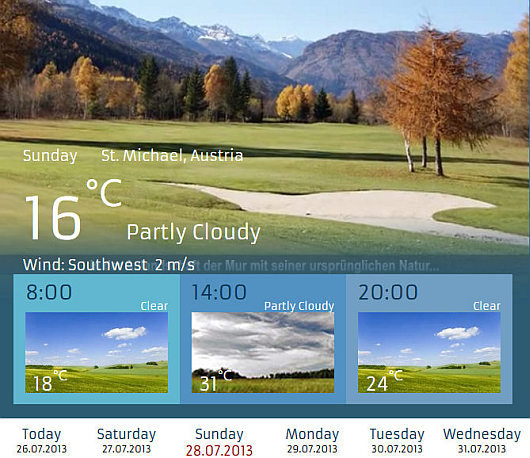 Sunday St. Michael, Austria
16°C Partly Cloudy
Wind: Southwest 2 m/s
der Mur mit seiner ursprünglichen Natur...
8:00 14:00 20:00
Clear Partly Cloudy Clear
18°C 31°C 24°C
Today Saturday Sunday Monday Tuesday Wednesday
26.07.2013 27.07.2013 28.07.2013 29.07.2013 30.07.2013 31.07.2013